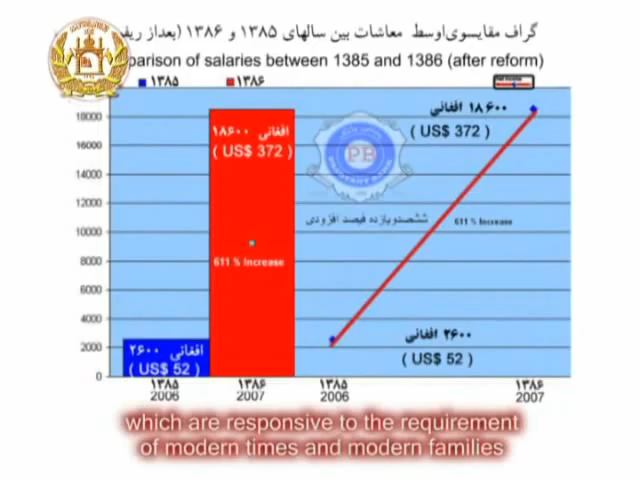 گراف مقایسوی اوسط معاشات بین سالهای ۱۳۸۵ و ۱۳۸۶ (بعداز
parison of salaries between 1385 and 1386 (after reform)
۱۳۸۵
۱۳۸۶
18000
16000
14000
12000
10000
8000
6000
4000
2000
0
۱۸۶۰۰ افغانی
( US$ 372 )
611 % Increase
۲۶۰۰ افغانی
( US$ 52 )
۱۸۶۰۰ افغانی
( US$ 372 )
PB
ششصدو یازده فیصد افزودی
611 % Increase
۲۶۰۰ افغانی
( US$ 52 )
۱۳۸۵
2006
۱۳۸۶
2007
۱۳۸۵
2006
۱۳۸۶
2007
which are responsive to the requirement
of modern times and modern families